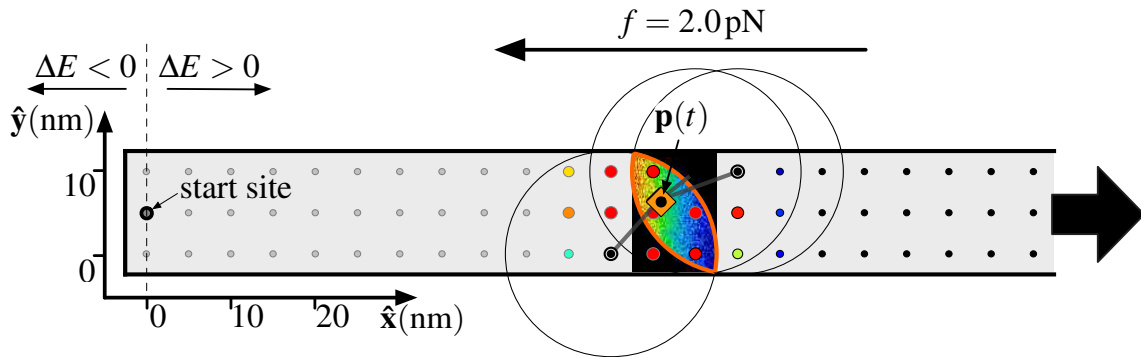 f = 2.0 pN
ΔE < 0
ΔE > 0
ŷ(nm)
p(t)
10
start site
0
x̂(nm)
0
10
20